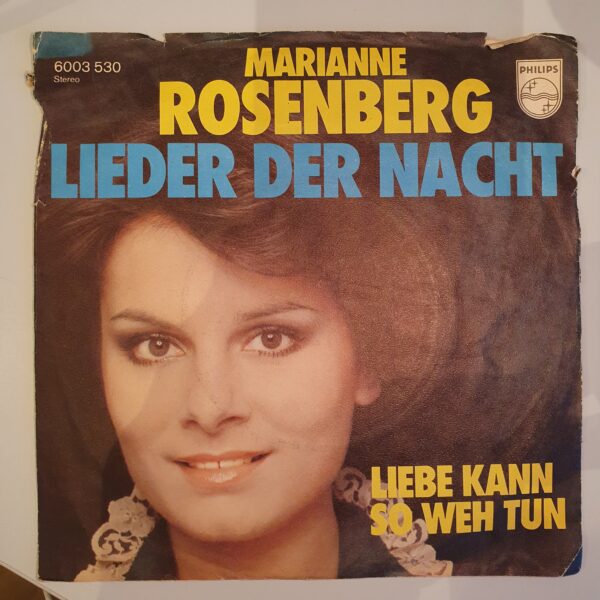 6003 530
Stereo
MARIANNE
ROSENBERG
PHILIPS
LIEDER DER NACHT
LIEBE KANN
SO WEH TUN